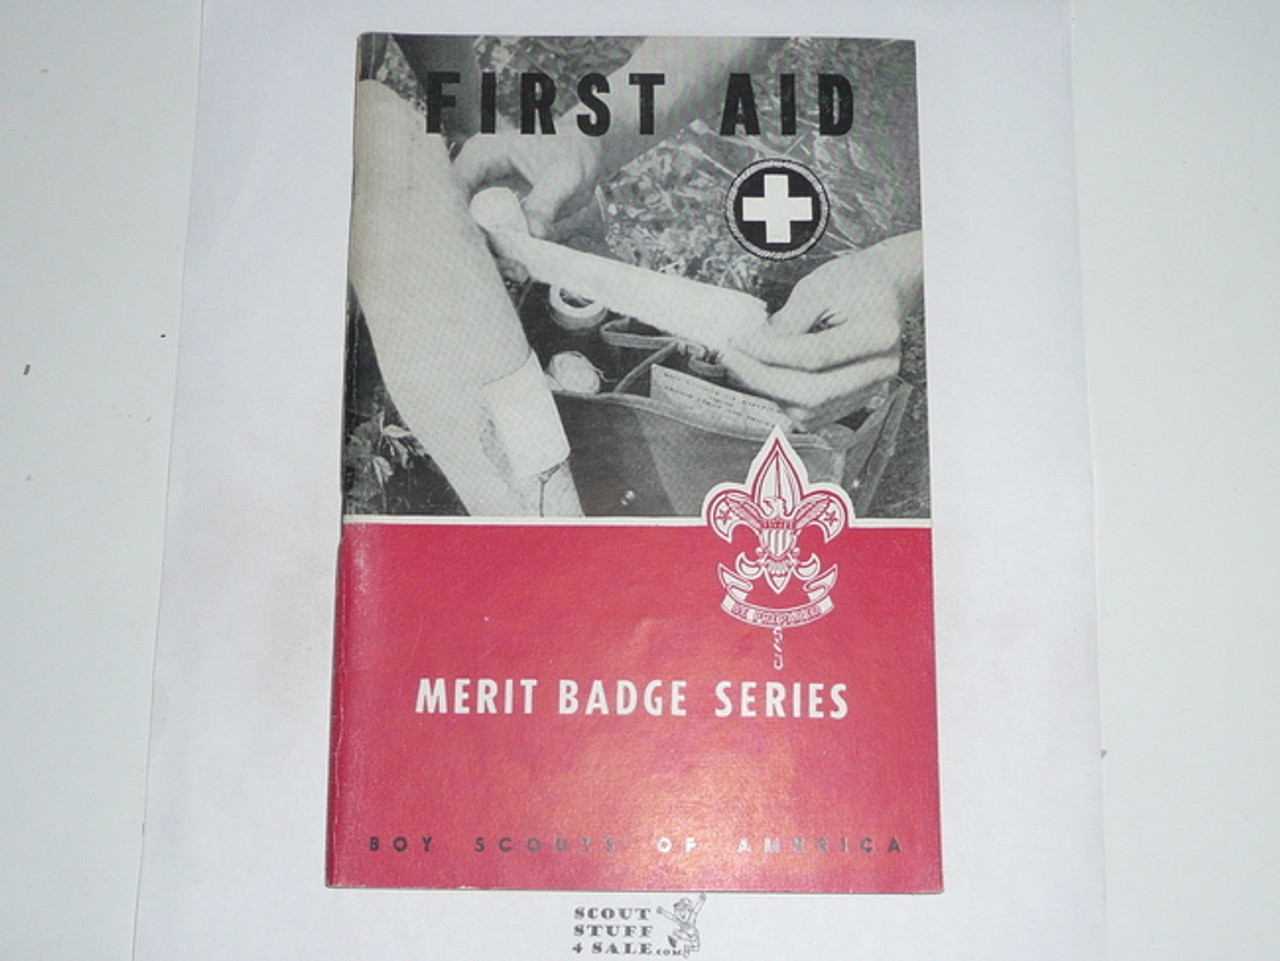 FIRST AID
BE PREPARED
MERIT BADGE SERIES
BOY SCOUTS OF AMERICA
SCOUT
STUFF
4 SALE.COM